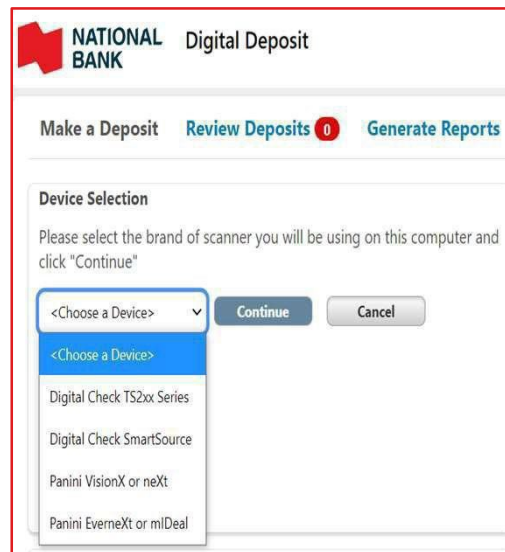 NATIONAL
BANK
Digital Deposit
Make a Deposit Review Deposits 0 Generate Reports
Device Selection
Please select the brand of scanner you will be using on this computer and
click "Continue"
<Choose a Device> Continue Cancel
<Choose a Device>
Digital Check TS2xx Series
Digital Check SmartSource
Panini VisionX or neXt
Panini EverneXt or mIDeal